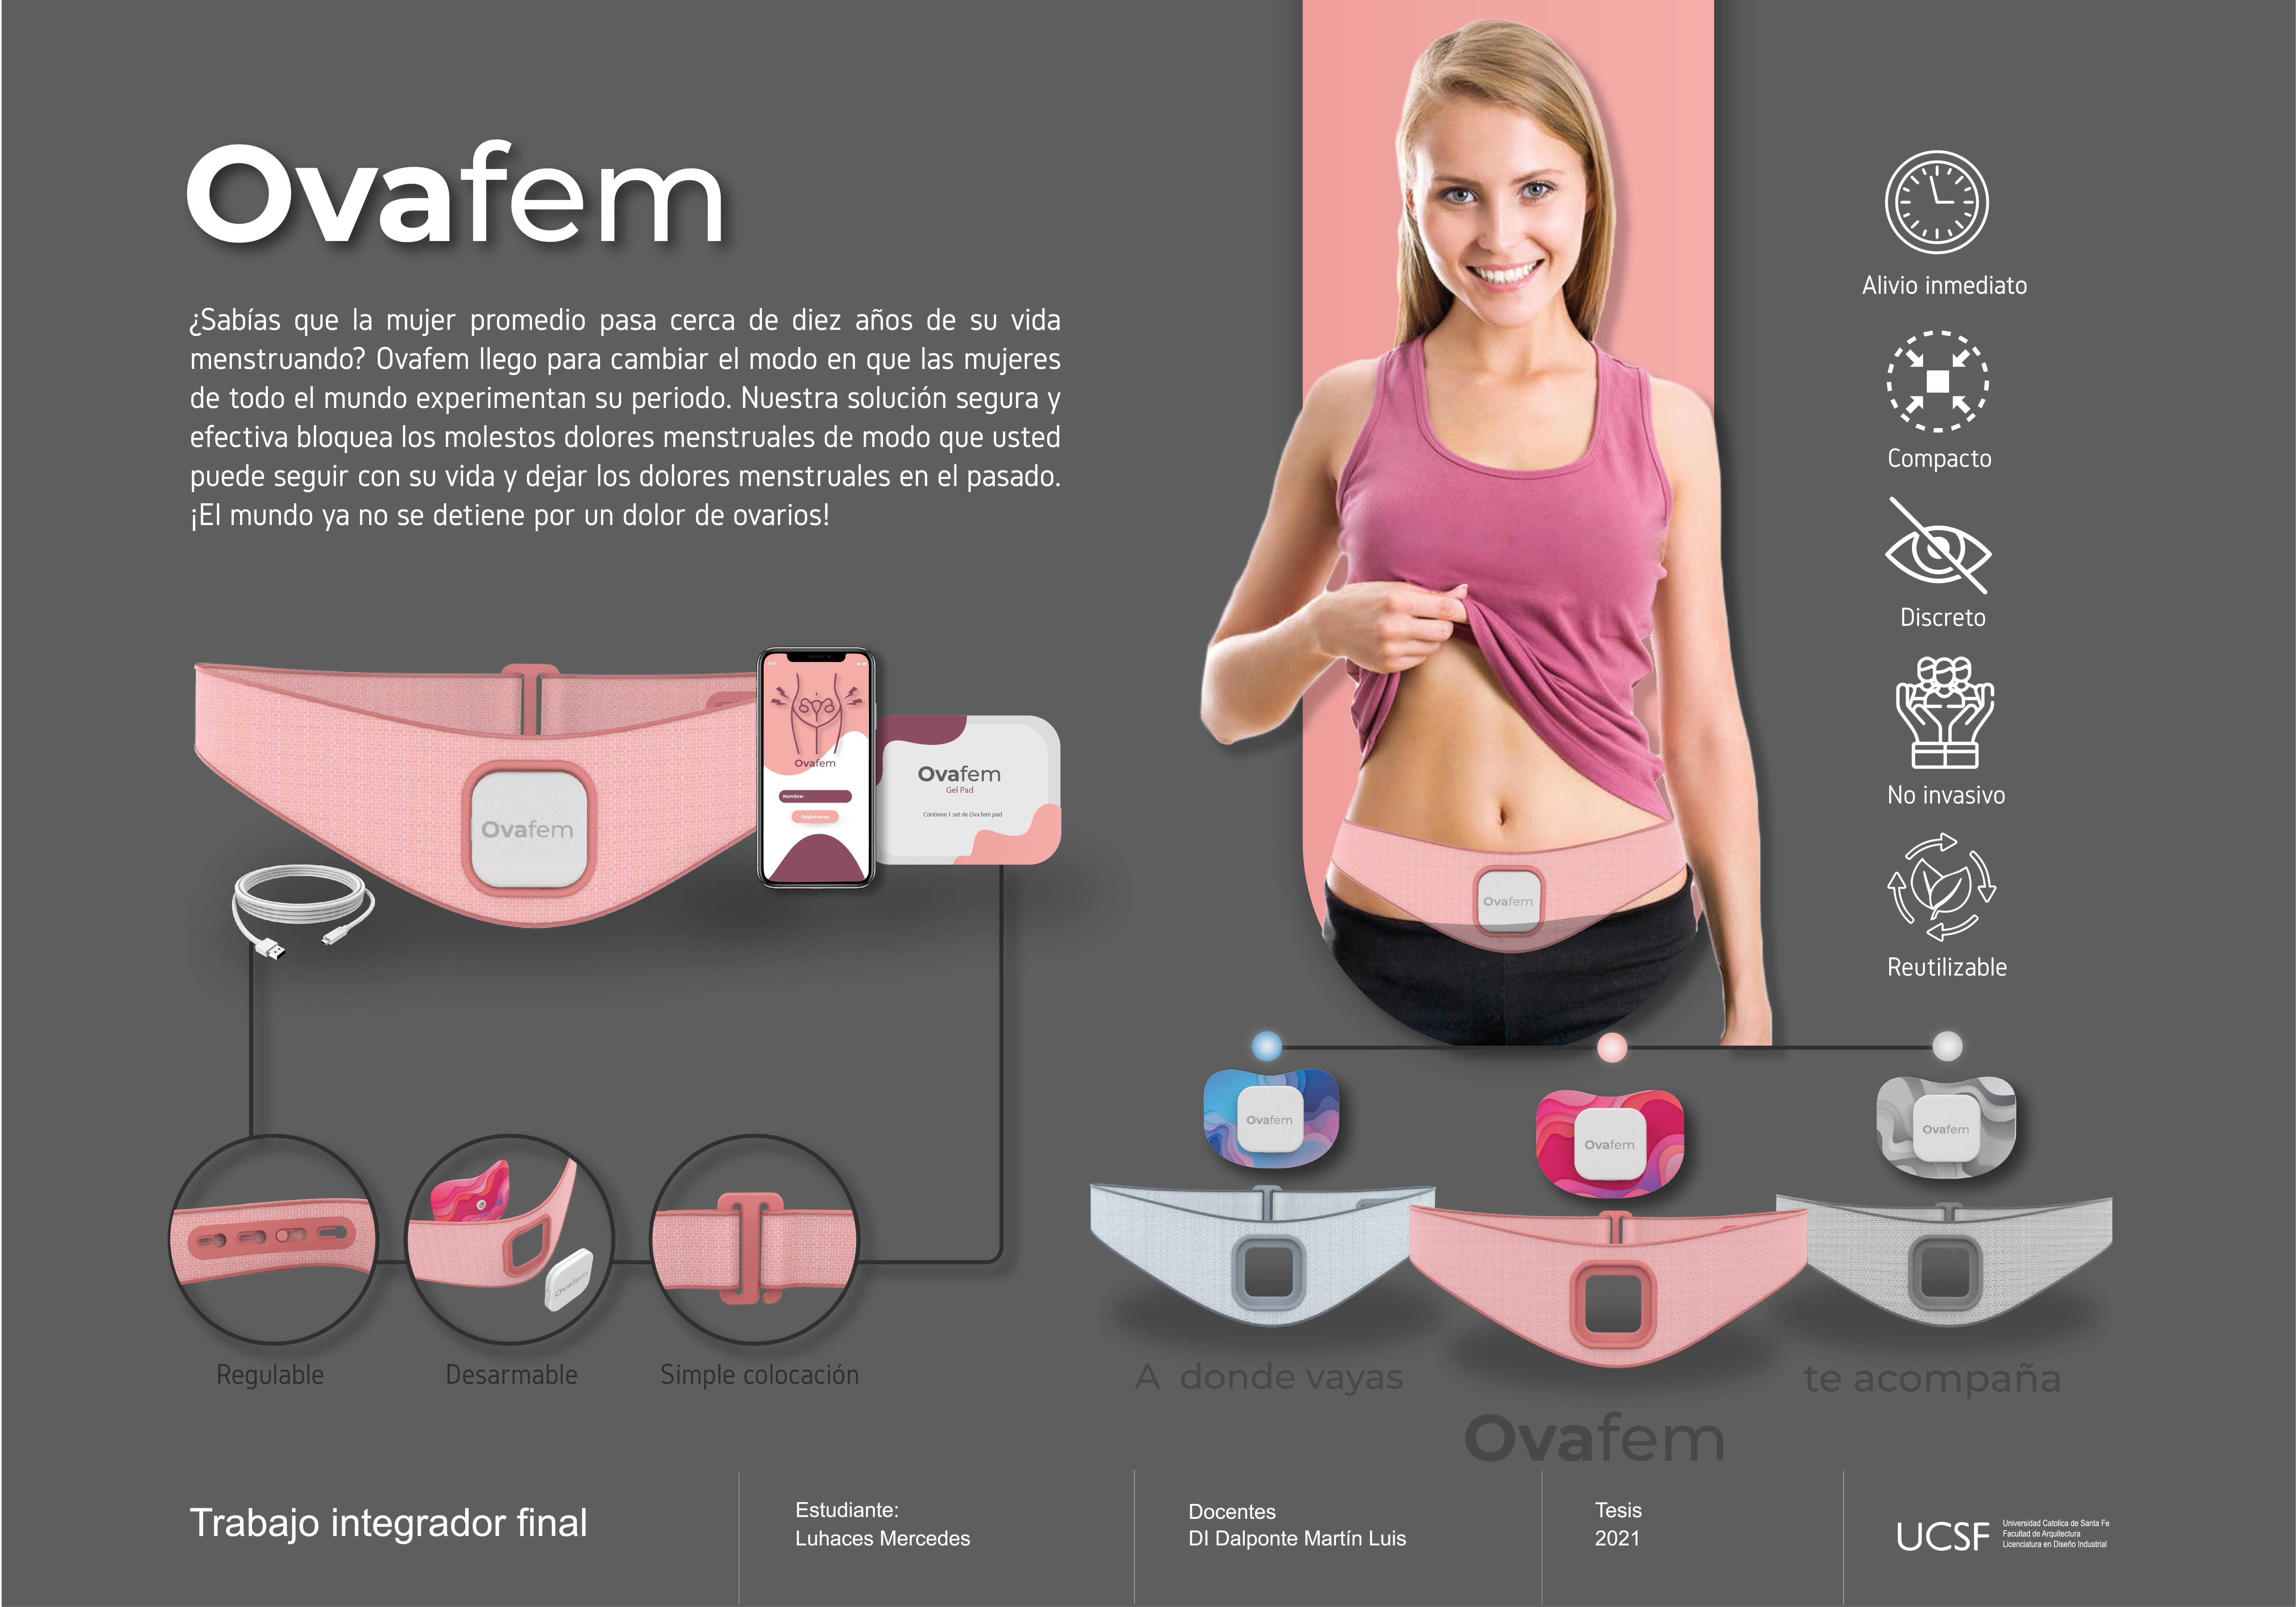 Ovafem
¿Sabías que la mujer promedio pasa cerca de diez años de su vida
menstruando? Ovafem llego para cambiar el modo en que las mujeres
de todo el mundo experimentan su periodo. Nuestra solución segura y
efectiva bloquea los molestos dolores menstruales de modo que usted
puede seguir con su vida y dejar los dolores menstruales en el pasado.
¡El mundo ya no se detiene por un dolor de ovarios!
Alivio inmediato
Compacto
Discreto
No invasivo
Reutilizable
Ovafem
Ovafem
Nombre:
Registrarse
Ovafem
Gel Pad
Contiene 1 set de Ova fem pad
Ovafem
Ovafem
Ovafem
Ovafem
Ovafem
Regulable
Desarmable
Simple colocación
A donde vayas
te acompaña
Ovafem
Trabajo integrador final
Estudiante:
Luhaces Mercedes
Docentes
DI Dalponte Martín Luis
Tesis
2021
UCSF
Universidad Catolica de Santa Fe
Facultad de Arquitectura
Licenciatura en Diseño Industrial